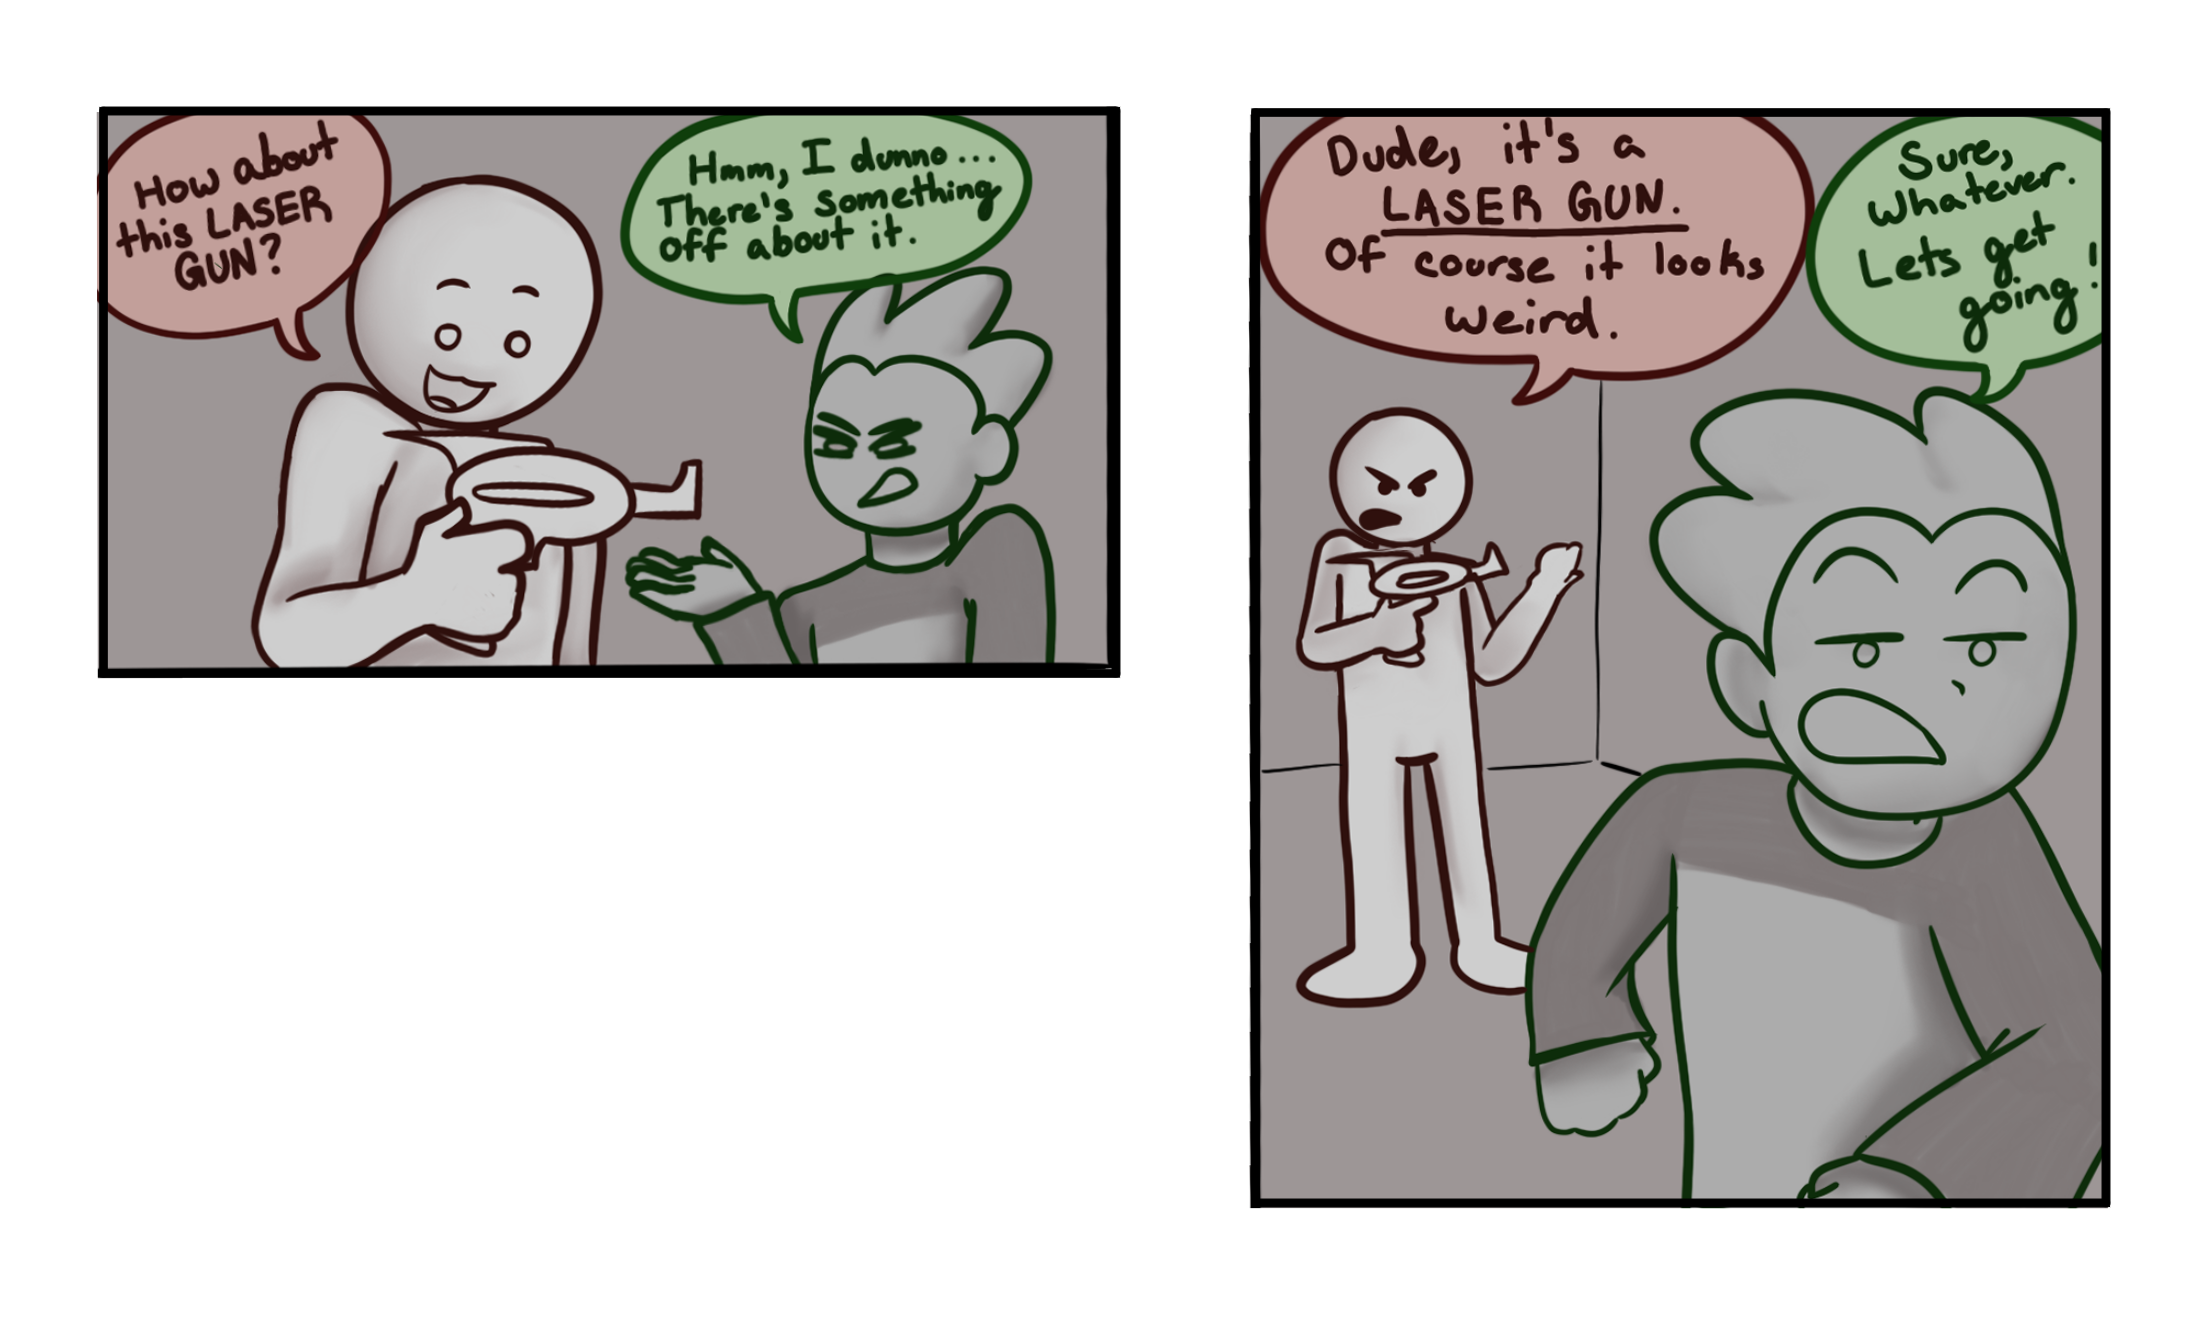 How about
this LASER
GUN?
Hmm, I dunno...
There's something
off about it.
Dude, it's a
LASER GUN.
Of course it looks
weird.
Sure,
Whatever.
Lets get
going!